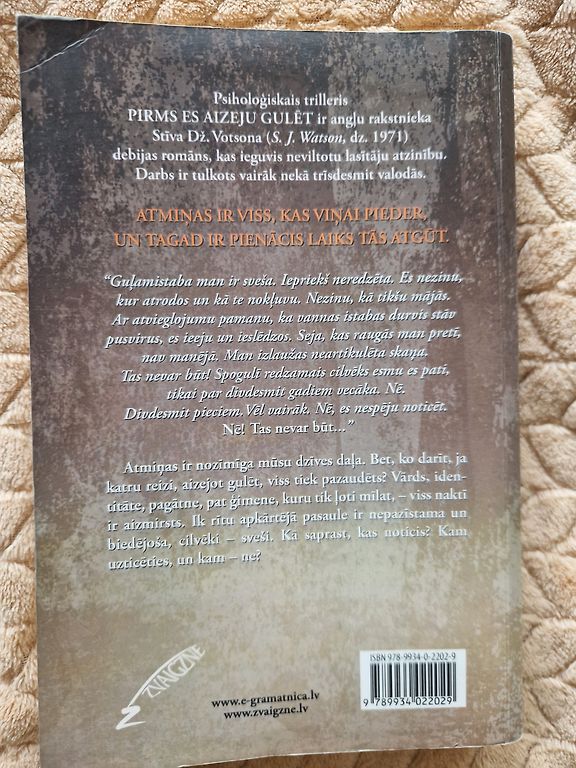 Psiholoģiskais trilleris
PIRMS ES AIZEJU GULĒT ir angļu rakstnieka
Stīva Dž. Votsona (S. J. Watson, dz. 1971)
debijas romāns, kas ieguvis neviltotu lasītāju atzinību.
Darbs ir tulkots vairāk nekā trīsdesmit valodās.
ATMIŅAS IR VISS, KAS VIŅAI PIEDER,
UN TAGAD IR PIENĀCIS LAIKS TĀS ATGŪT.
“Guļamistaba man ir sveša. Iepriekš neredzēta. Es nezinu,
kur atrodos un kā te nokļuvu. Nezinu, kā tikšu mājās.
Ar atvieglojumu pamanu, ka vannas istabas durvis stāv
pusvirus, es ieeju un ieslēdzos. Seja, kas raugās man pretī,
nav manējā. Man izlaužas neartikulēta skaņa.
Tas nevar būt! Spogulī redzamais cilvēks esmu es pati,
tikai par divdesmit gadiem vecāka. Nē.
Divdesmit pieciem. Vēl vairāk. Nē, es nespēju noticēt.
Nē! Tas nevar būt...”
Atmiņas ir nozīmīga mūsu dzīves daļa. Bet, ko darīt, ja
katru reizi, aizejot gulēt, viss tiek pazaudēts? Vārds, iden-
titāte, pagātne, pat ģimene, kuru tik ļoti mīlat, – viss naktī
ir aizmirsts. Ik rītu apkārtējā pasaule ir nepazīstama un
biedējoša, cilvēki – sveši. Kā saprast, kas noticis? Kam
uzticēties, un kam – ne?
ZVAIGZNE
www.e-gramatnica.lv
www.zvaigzne.lv
ISBN 978-9934-0-2202-9
9 789934 022029